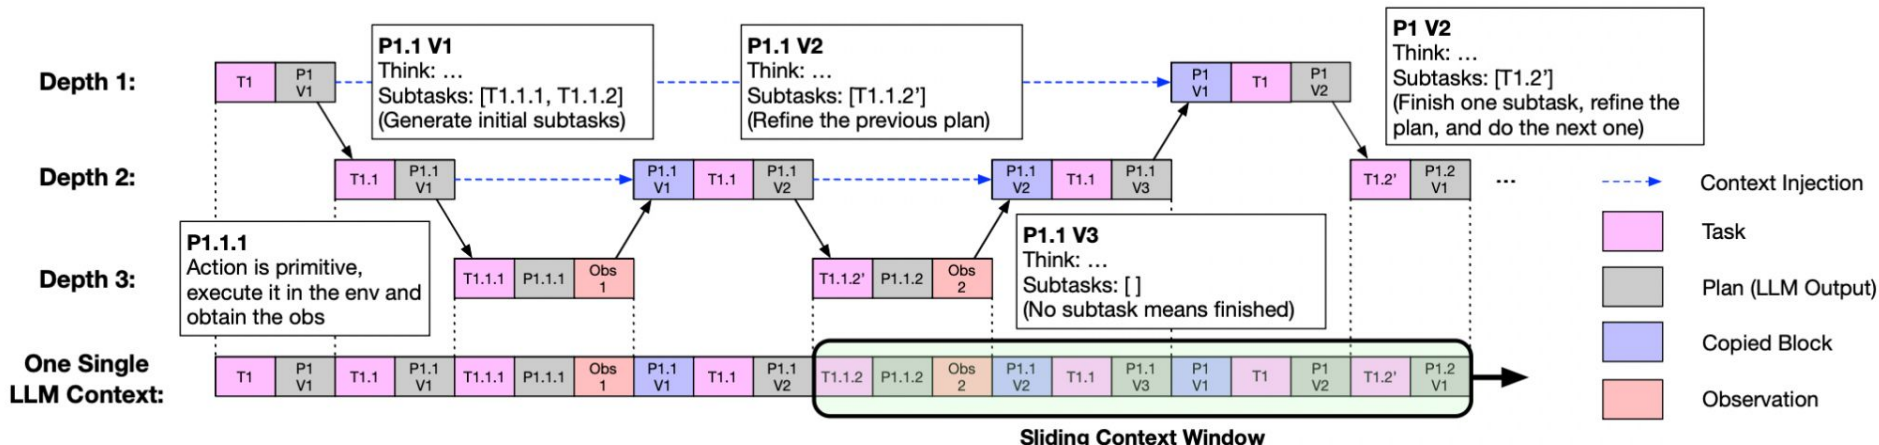 P1.1 V1
Think: …
Subtasks: [T1.1.1, T1.1.2]
(Generate initial subtasks)
P1.1 V2
Think: …
Subtasks: [T1.1.2’]
(Refine the previous plan)
P1 V2
Think: …
Subtasks: [T1.2’]
(Finish one subtask, refine the
plan, and do the next one)
Depth 1:
T1
P1
V1
P1
V1
T1
P1
V2
Depth 2:
T1.1
P1.1
V1
P1.1
V1
T1.1
P1.1
V2
P1.1
V2
T1.1
P1.1
V3
T1.2’
P1.2
V1
...
P1.1.1
Action is primitive,
execute it in the env and
obtain the obs
Depth 3:
T1.1.1
P1.1.1
Obs
1
T1.1.2’
P1.1.2
Obs
2
P1.1 V3
Think: …
Subtasks: [ ]
(No subtask means finished)
One Single
LLM Context:
T1
P1
V1
T1.1
P1.1
V1
T1.1.1
P1.1.1
Obs
1
P1.1
V1
T1.1
P1.1
V2
T1.1.2
P1.1.2
Obs
2
P1.1
V2
T1.1
P1.1
V3
P1
V1
T1
P1
V2
T1.2’
P1.2
V1
Sliding Context Window
Context Injection
Task
Plan (LLM Output)
Copied Block
Observation